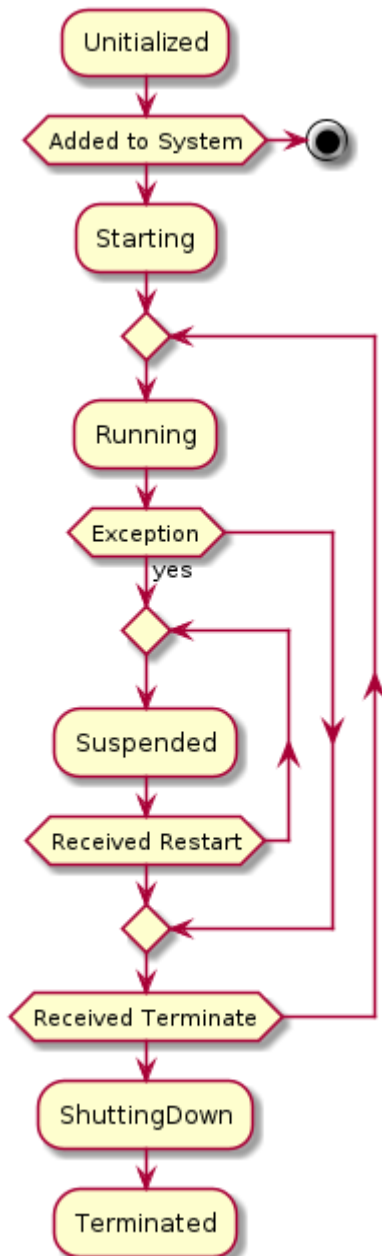 Unitialized
Added to System
Starting
Running
Exception
yes
Suspended
Received Restart
Received Terminate
ShuttingDown
Terminated